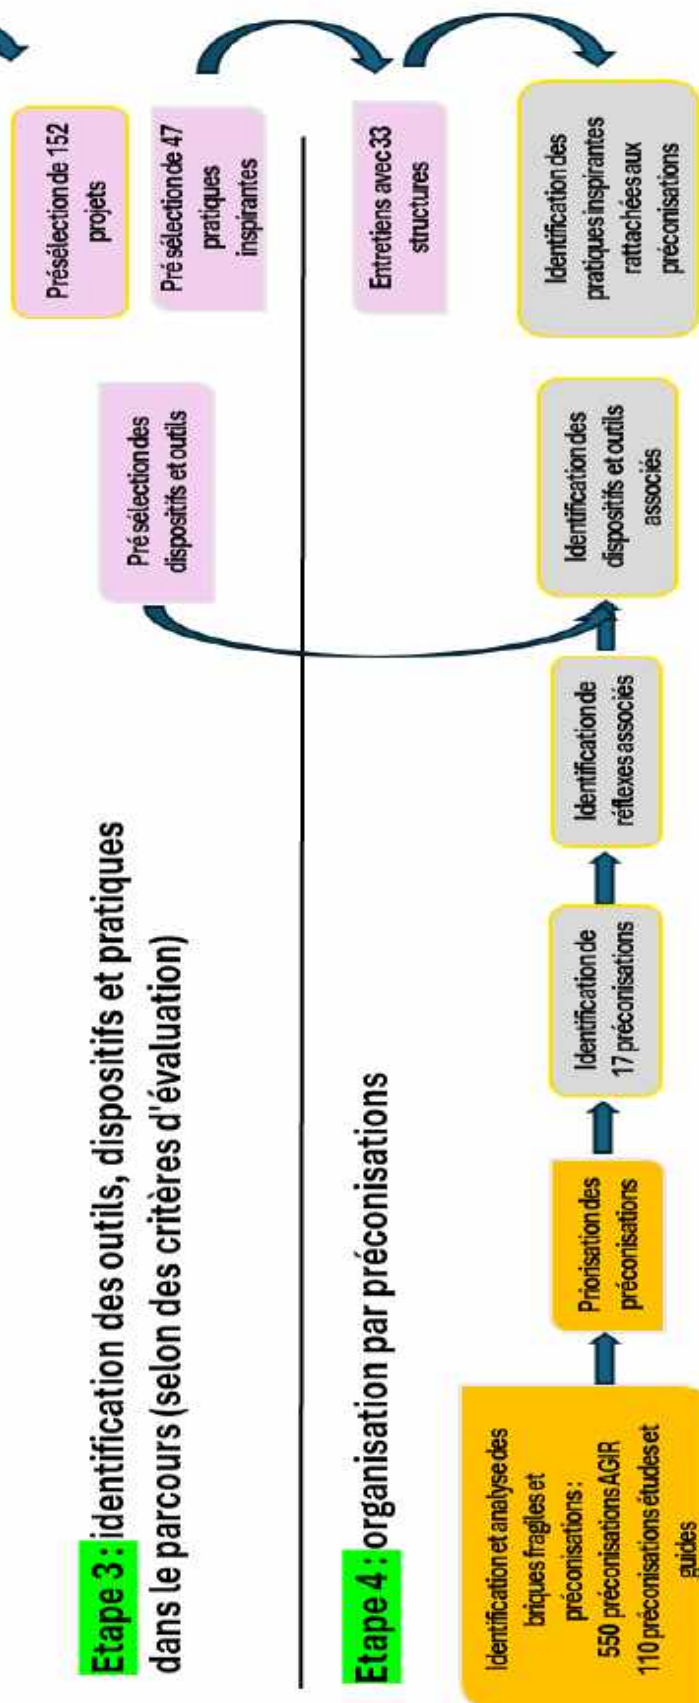 Etape 3 : identification des outils, dispositifs et pratiques
dans le parcours (selon des critères d'évaluation)
Pré sélection des
dispositifs et outils
Présélection de 152
projets
Pré sélection de 47
pratiques
inspirantes
Etape 4 : organisation par préconisations
Identification et analyse des
briques fragiles et
préconisations :
550 préconisations AGIR
110 préconisations études et
guides
Priorisation des
préconisations
Identification de
17 préconisations
Identification de
réflexes associés
Identification des
dispositifs et outils
associés
Entretiens avec 33
structures
Identification des
pratiques inspirantes
rattachées aux
préconisations